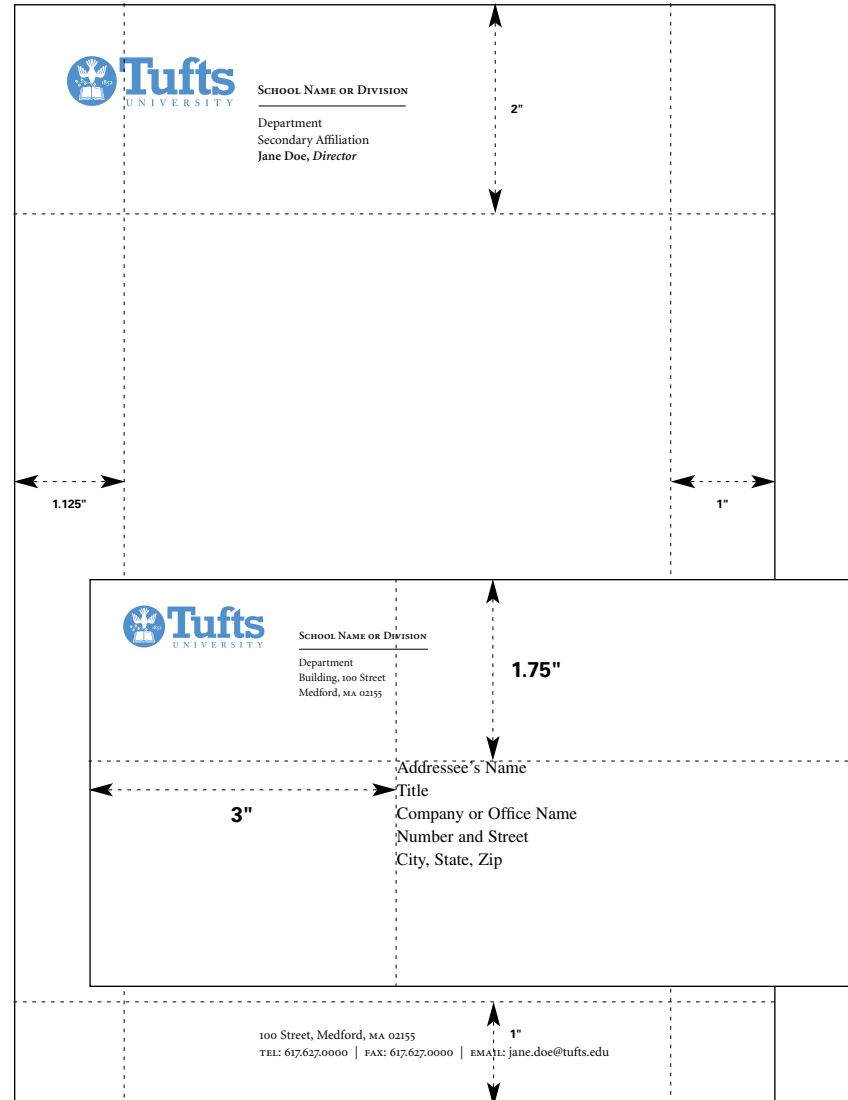 1852
Tufts
UNIVERSITY
School Name or Division
Department
Secondary Affiliation
Jane Doe, Director
2"
1.125"
1"
1852
Tufts
UNIVERSITY
School Name or Division
Department
Building, 100 Street
Medford, MA 02155
1.75"
Addressee's Name
Title
Company or Office Name
Number and Street
City, State, Zip
3"
100 Street, Medford, MA 02155
TEL: 617.627.0000 | FAX: 617.627.0000 | EMAIL: jane.doe@tufts.edu
1"